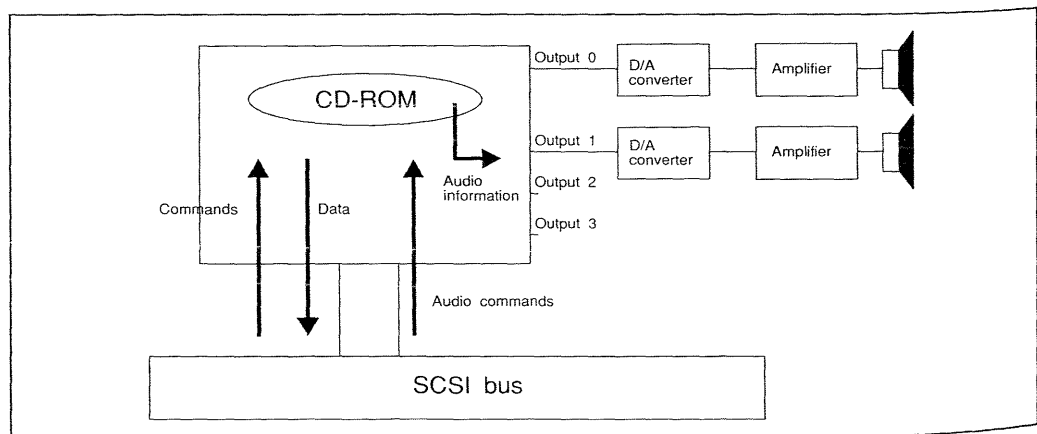 Output 0
D/A
converter
Amplifier
CD-ROM
Output 1
D/A
converter
Amplifier
Audio
information
Output 2
Commands
Data
Output 3
Audio commands
SCSI bus